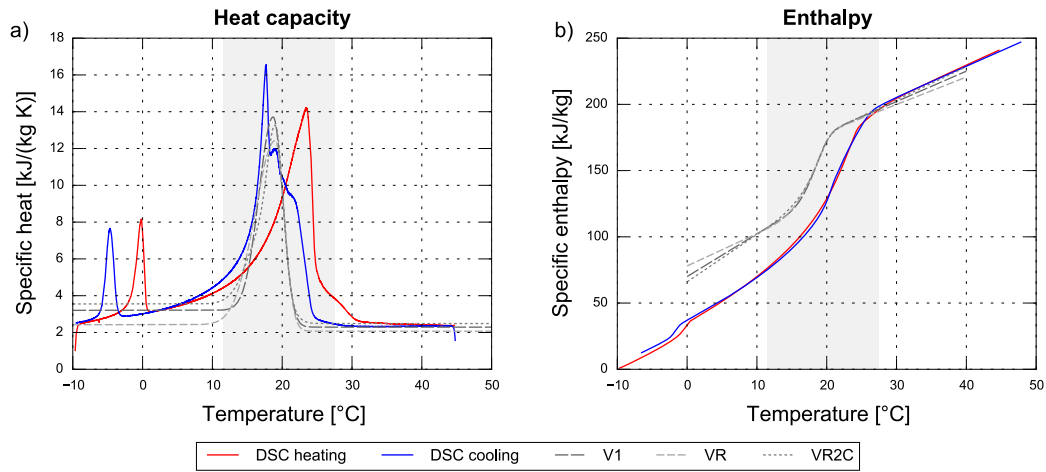 Heat capacity
a)
18
16
14
12
10
8
6
4
2
0
Specific heat [kJ/(kg K)]
−10 0 10 20 30 40 50
Temperature [°C]
Enthalpy
b)
250
200
150
100
50
0
Specific enthalpy [kJ/kg]
−10 0 10 20 30 40 50
Temperature [°C]
DSC heating DSC cooling V1 VR VR2C